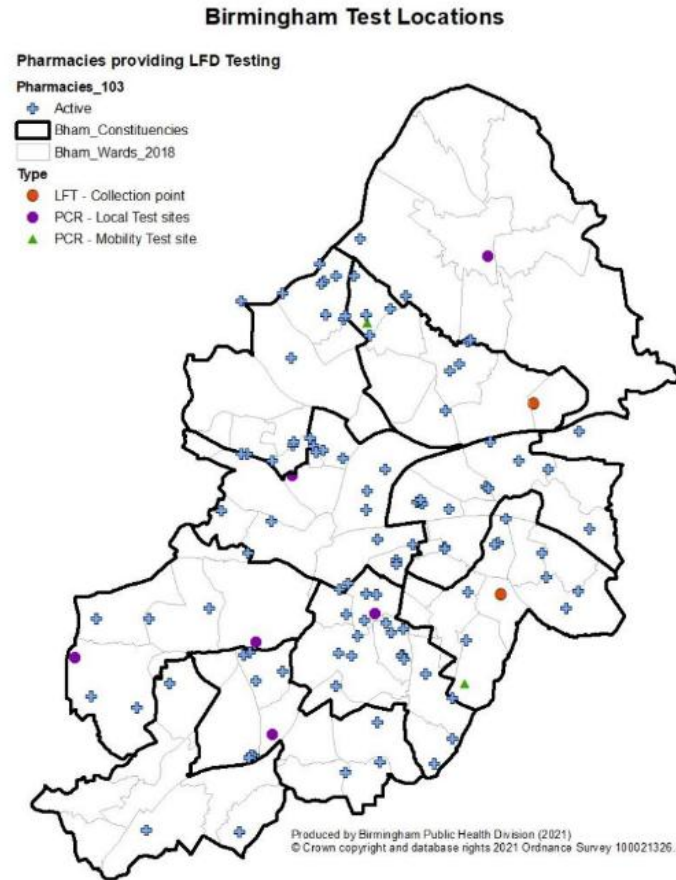 Birmingham Test Locations
Pharmacies providing LFD Testing
Pharmacies_103
Active
Bham_Constituencies
Bham_Wards_2018
Type
LFT - Collection point
PCR - Local Test sites
PCR - Mobility Test site
Produced by Birmingham Public Health Division (2021)
© Crown copyright and database rights 2021 Ordnance Survey 100021326.